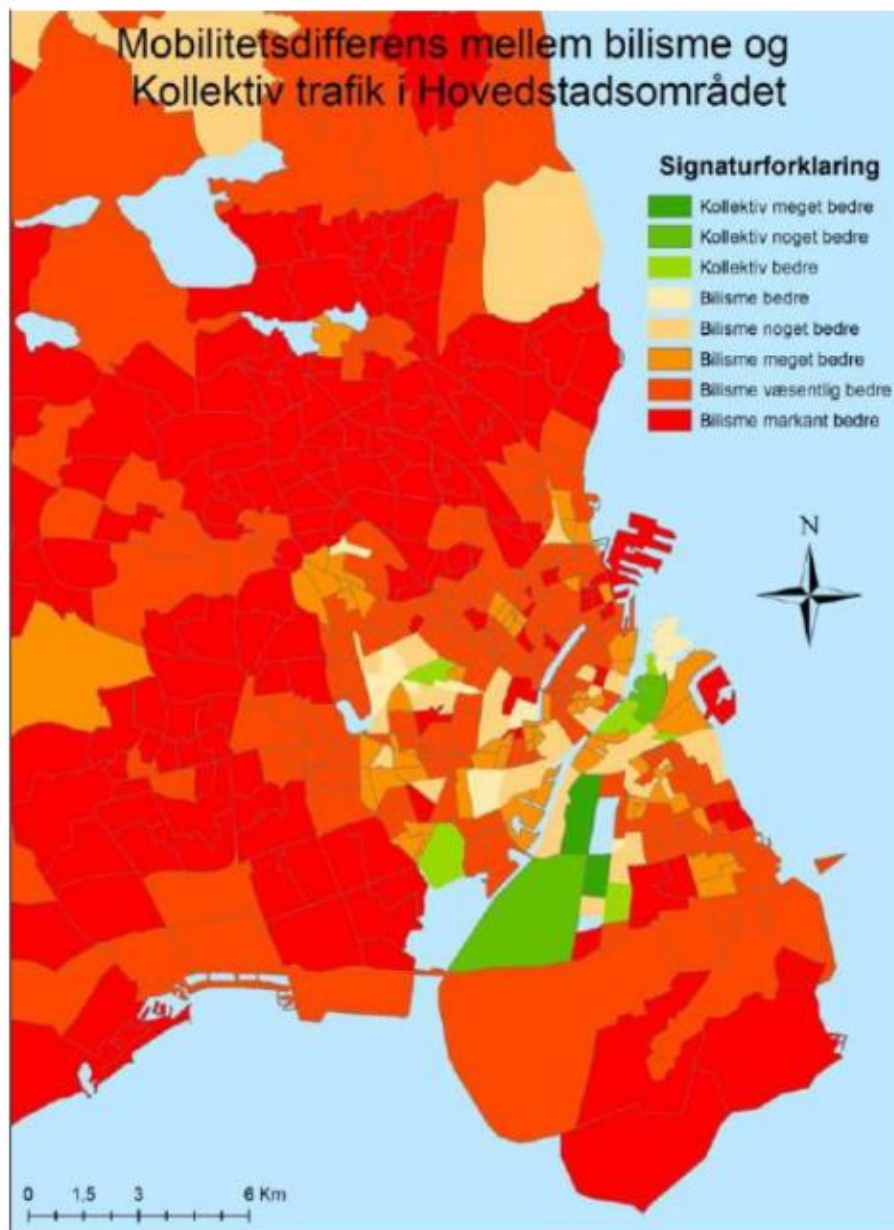 Mobilitetsdifferens mellem bilisme og
Kollektiv trafik i Hovedstadsområdet
Signaturforklaring
Kollektiv meget bedre
Kollektiv noget bedre
Kollektiv bedre
Bilisme bedre
Bilisme noget bedre
Bilisme meget bedre
Bilisme væsentlig bedre
Bilisme markant bedre
N
0 1,5 3 6 Km